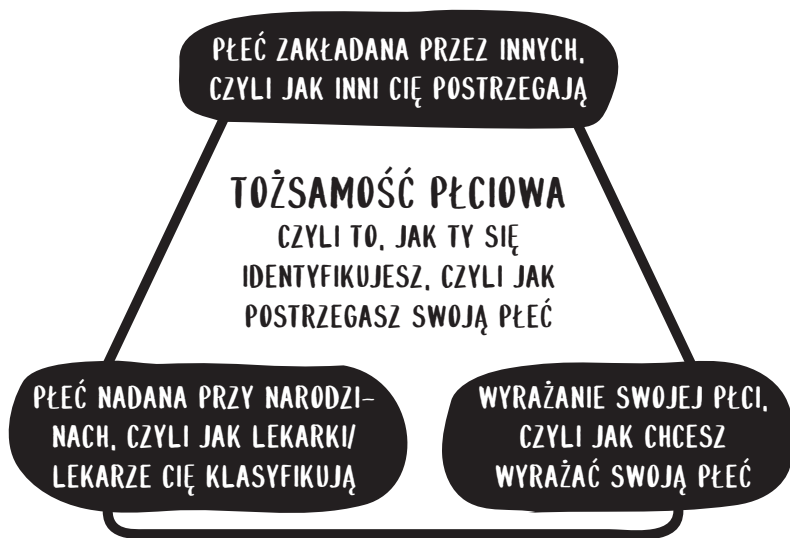 PŁEĆ ZAKŁADANA PRZEZ INNYCH,
CZYLI JAK INNI CIĘ POSTRZEGAJĄ
TOŻSAMOŚĆ PŁCIOWA
CZYLI TO, JAK TY SIĘ
IDENTYFIKUJESZ, CZYLI JAK
POSTRZEGASZ SWOJĄ PŁEĆ
PŁEĆ NADANA PRZY NARODZI-
NACH, CZYLI JAK LEKARKI/
LEKARZE CIĘ KLASYFIKUJĄ
WYRAŻANIE SWOJEJ PŁCI,
CZYLI JAK CHCESZ
WYRAŻAĆ SWOJĄ PŁEĆ